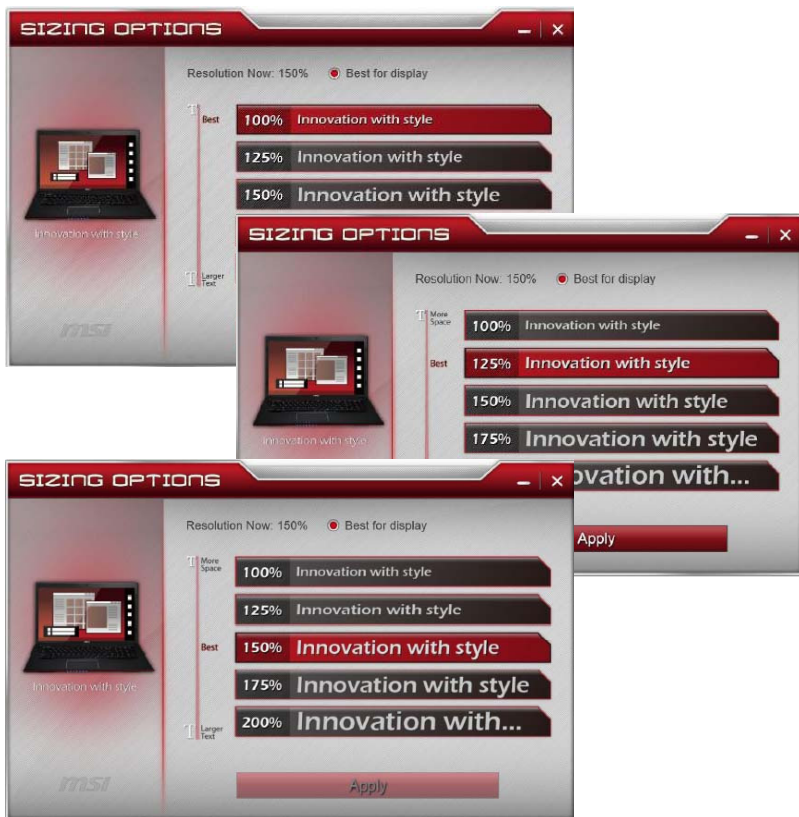 SIZING OPTIONS
Resolution Now: 150% Best for display
Best
100% Innovation with style
125% Innovation with style
150% Innovation with style
Innovation with style
Larger
Text
msi
SIZING OPTIONS
Resolution Now: 150% Best for display
More
Space
100% Innovation with style
Best 125% Innovation with style
150% Innovation with style
175% Innovation with style
ovation with...
Innovation with style
Apply
SIZING OPTIONS
Resolution Now: 150% Best for display
More
Space
100% Innovation with style
125% Innovation with style
Best 150% Innovation with style
175% Innovation with style
Larger
Text
200% Innovation with...
Innovation with style
msi
Apply